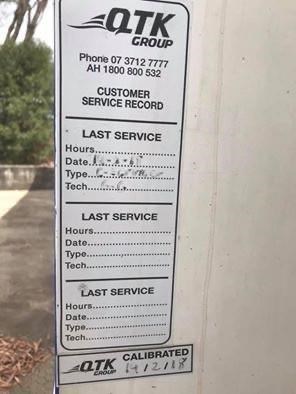 QTK
GROUP
Phone 07 3712 7777
AH 1800 800 532
CUSTOMER
SERVICE RECORD
LAST SERVICE
Hours
Date
Type
Tech
LAST SERVICE
Hours
Date
Type
Tech
LAST SERVICE
Hours
Date
Type
Tech
QTK GROUP CALIBRATED
14/2/18